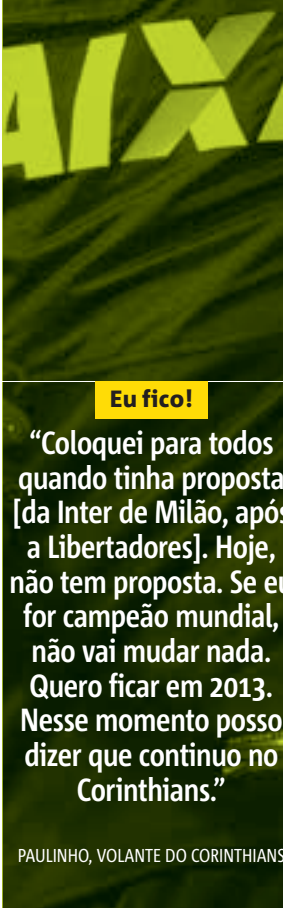 AIXA
Eu fico!
“Coloquei para todos
quando tinha proposta
[da Inter de Milão, após
a Libertadores]. Hoje,
não tem proposta. Se eu
for campeão mundial,
não vai mudar nada.
Quero ficar em 2013.
Nesse momento posso
dizer que continuo no
Corinthians.”
PAULINHO, VOLANTE DO CORINTHIANS